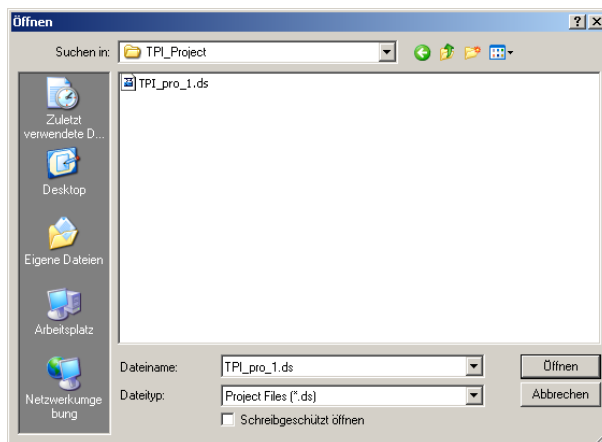 Öffnen
Suchen in: TPI_Project
TPI_pro_1.ds
Zuletzt
verwendete D...
Desktop
Eigene Dateien
Arbeitsplatz
Netzwerkumge
bung
Dateiname: TPI_pro_1.ds Öffnen
Dateityp: Project Files (*.ds) Abbrechen
Schreibgeschützt öffnen